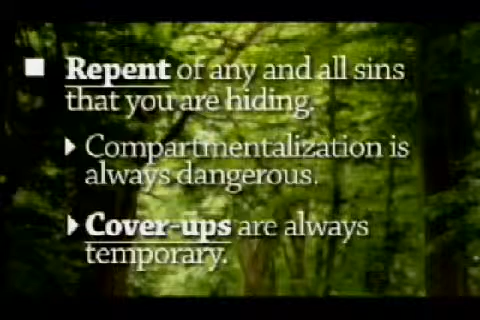 Repent of any and all sins
that you are hiding.
Compartmentalization is
always dangerous.
Cover-ups are always
temporary.